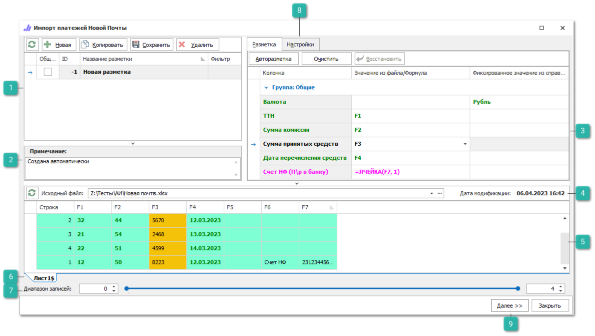 8
Импорт платежей Новой Почты
Новая Копировать Сохранить Удалить
Общ... ID Название разметки Фильтр
-1 Новая разметка
1
Примечание:
Создана автоматически
2
Разметка Настройки
Авторазметка Очистить Восстановить
Колонка Значение из файла/Формула Фиксированное значение из справ...
Группа: Общие
Валюта Рубль
ТТН F1
Сумма комиссии F2
Сумма принятых средств F3
Дата перечисления средств F4
Счет НФ (П\р в банку) =ЯЧЕЙКА(F7, 1)
3
Исходный файл: Z:\Тесты\КИ\Новая почта.xlsx Дата модификации: 06.04.2023 16:42
4
Строка F1 F2 F3 F4 F5 F6 F7
2 32 44 5670 12.03.2023
3 21 54 2468 13.03.2023
4 22 51 4599 14.03.2023
1 12 50 8223 12.03.2023 Счет НФ 231234456...
5
6
Лист1$
7
Диапазон записей: 0 4
Далее >> Закрыть
9